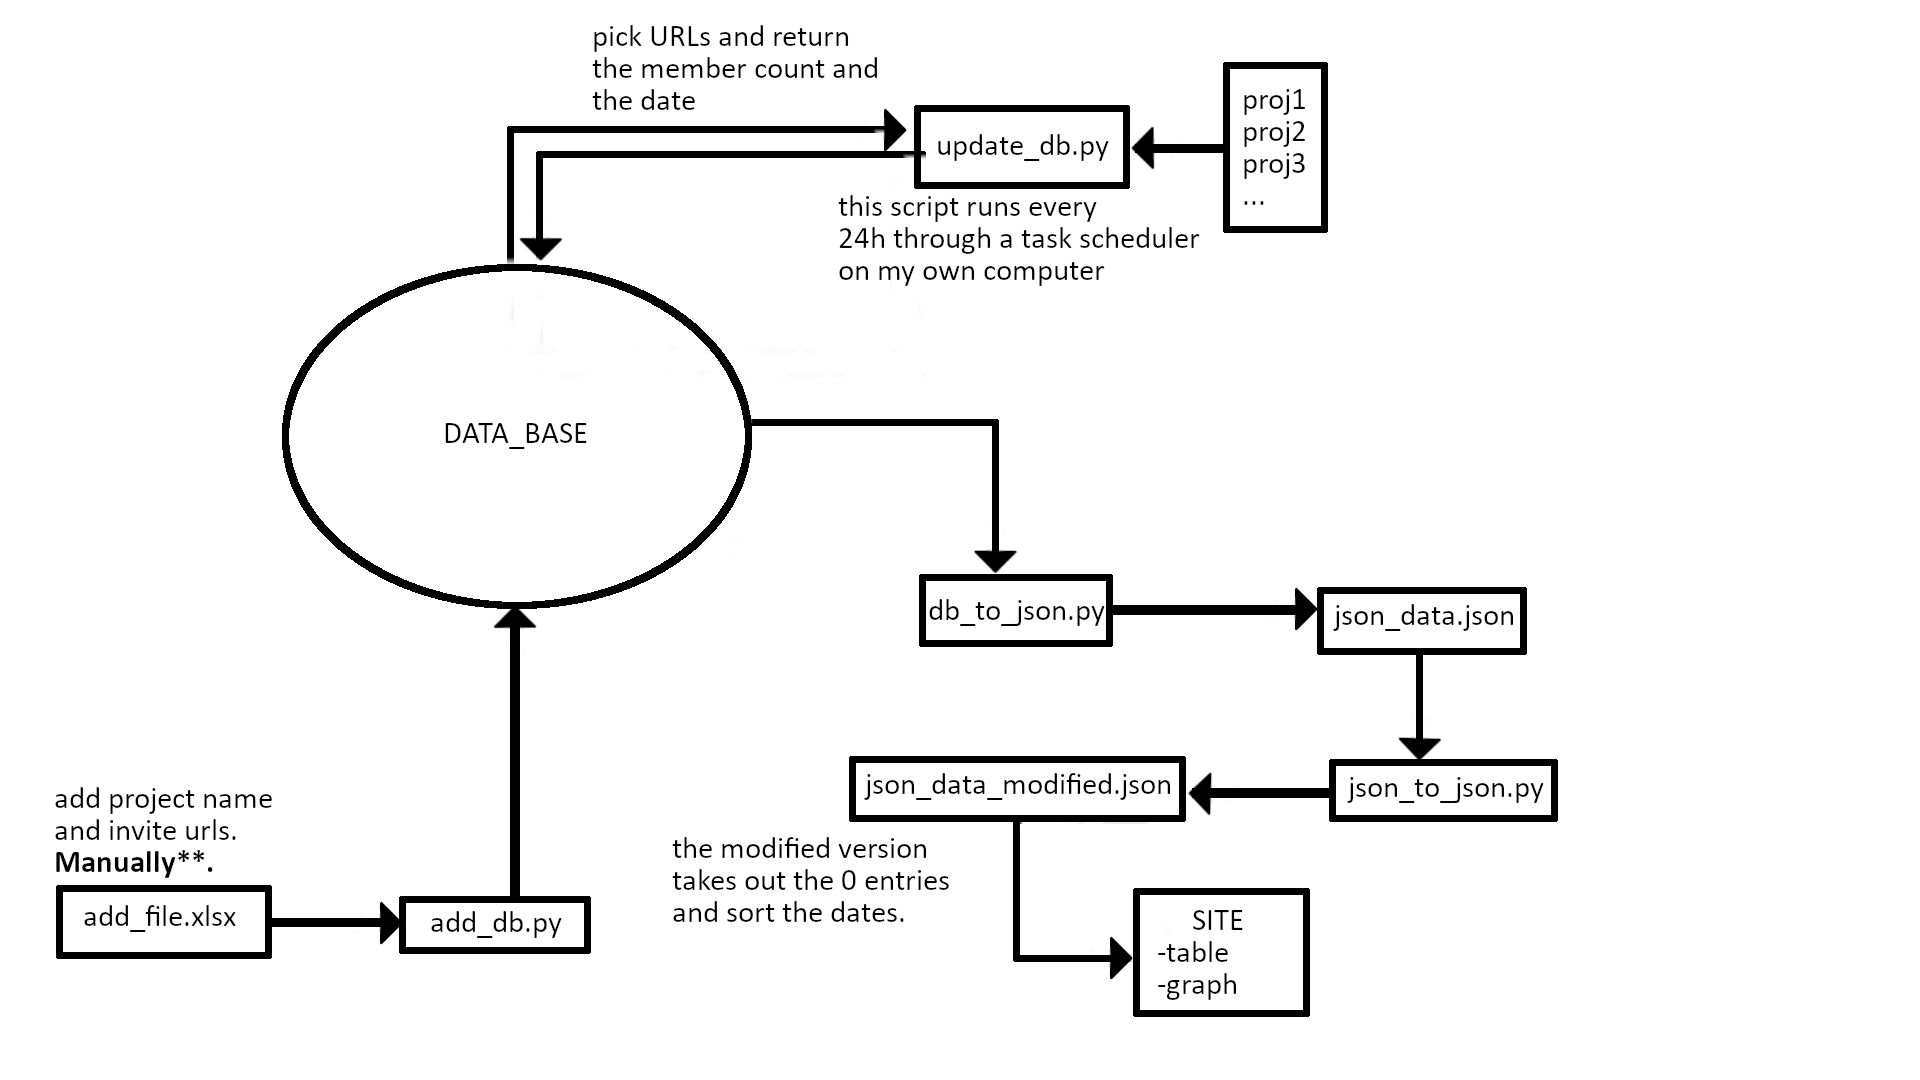 pick URLs and return
the member count and
the date
update_db.py
proj1
proj2
proj3
...
this script runs every
24h through a task scheduler
on my own computer
DATA_BASE
db_to_json.py
json_data.json
json_data_modified.json
json_to_json.py
the modified version
takes out the 0 entries
and sort the dates.
add project name
and invite urls.
Manually**.
add_file.xlsx
add_db.py
SITE
-table
-graph